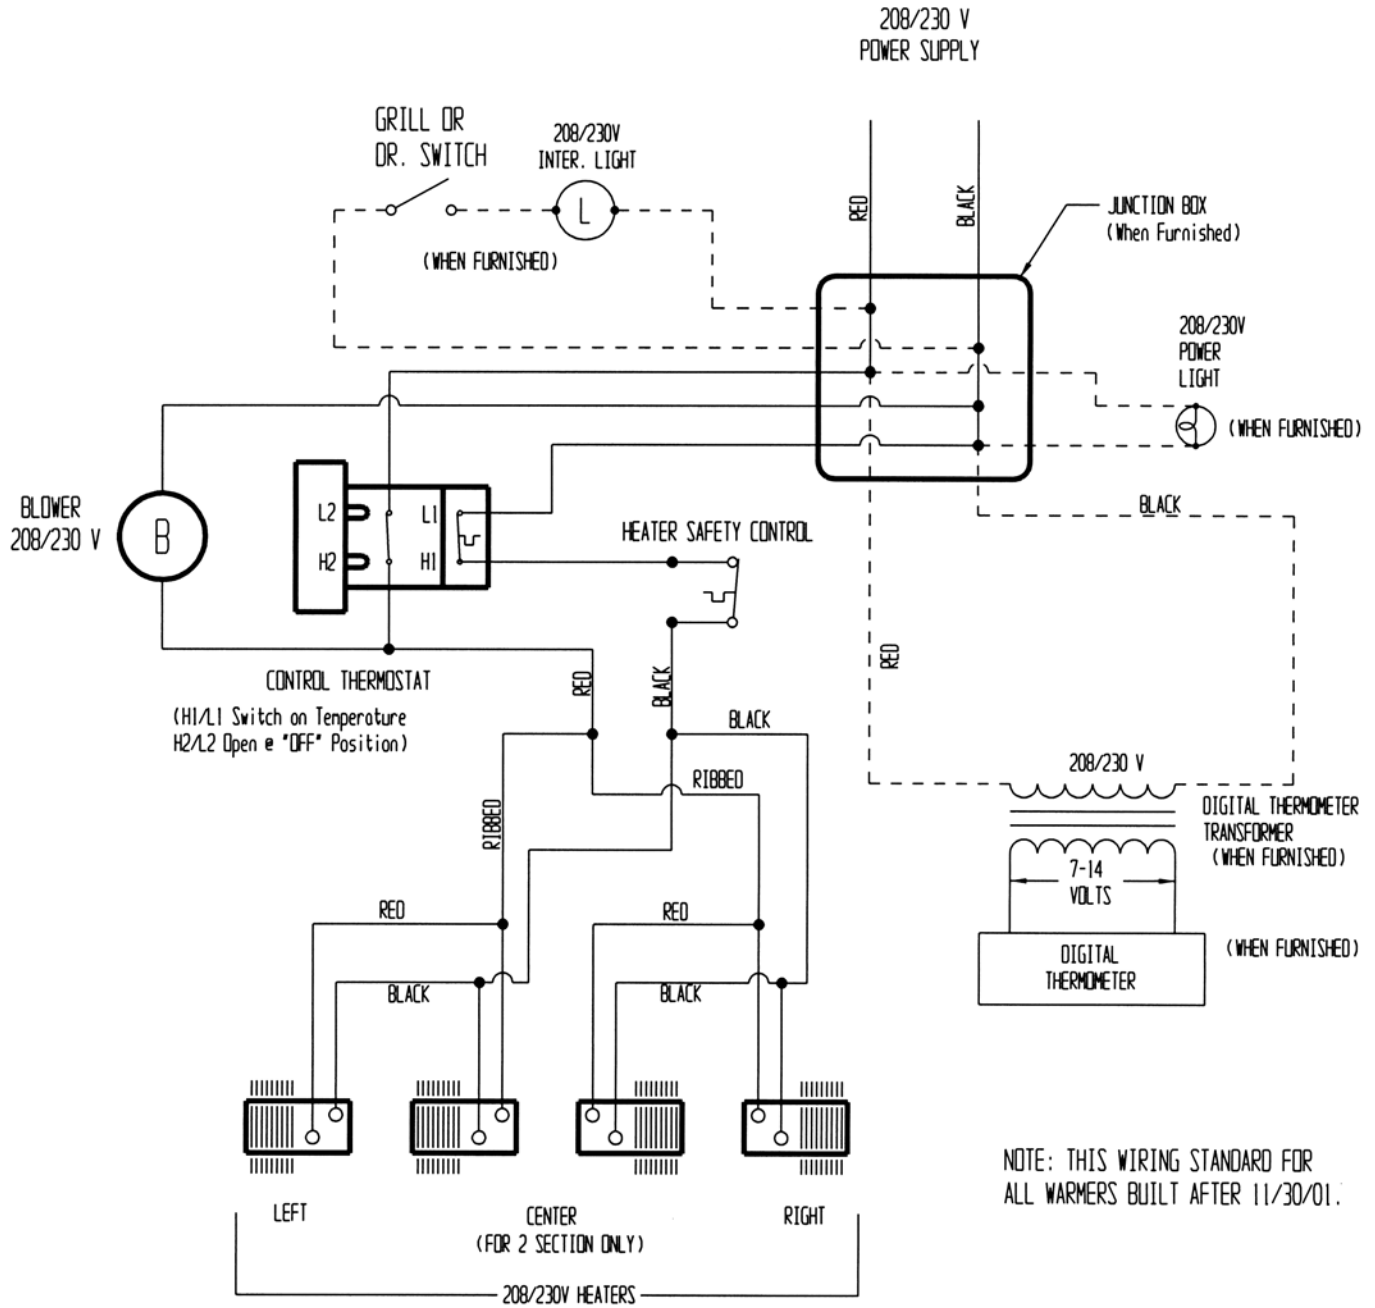 208/230 V
POWER SUPPLY
GRILL OR
DR. SWITCH
208/230V
INTER. LIGHT
L
(WHEN FURNISHED)
RED
BLACK
JUNCTION BOX
(When Furnished)
208/230V
POWER
LIGHT
(WHEN FURNISHED)
BLOWER
208/230 V
B
L2
L1
H2
H1
HEATER SAFETY CONTROL
BLACK
CONTROL THERMOSTAT
(H1/L1 Switch on Temperature
H2/L2 Open @ "OFF" Position)
RED
BLACK
RED
BLACK
RIBBED
RIBBED
208/230 V
DIGITAL THERMOMETER
TRANSFORMER
(WHEN FURNISHED)
7-14
VOLTS
RED
RED
BLACK
BLACK
DIGITAL
THERMOMETER
(WHEN FURNISHED)
NOTE: THIS WIRING STANDARD FOR
ALL WARMERS BUILT AFTER 11/30/01.
LEFT
CENTER
(FOR 2 SECTION ONLY)
RIGHT
208/230V HEATERS